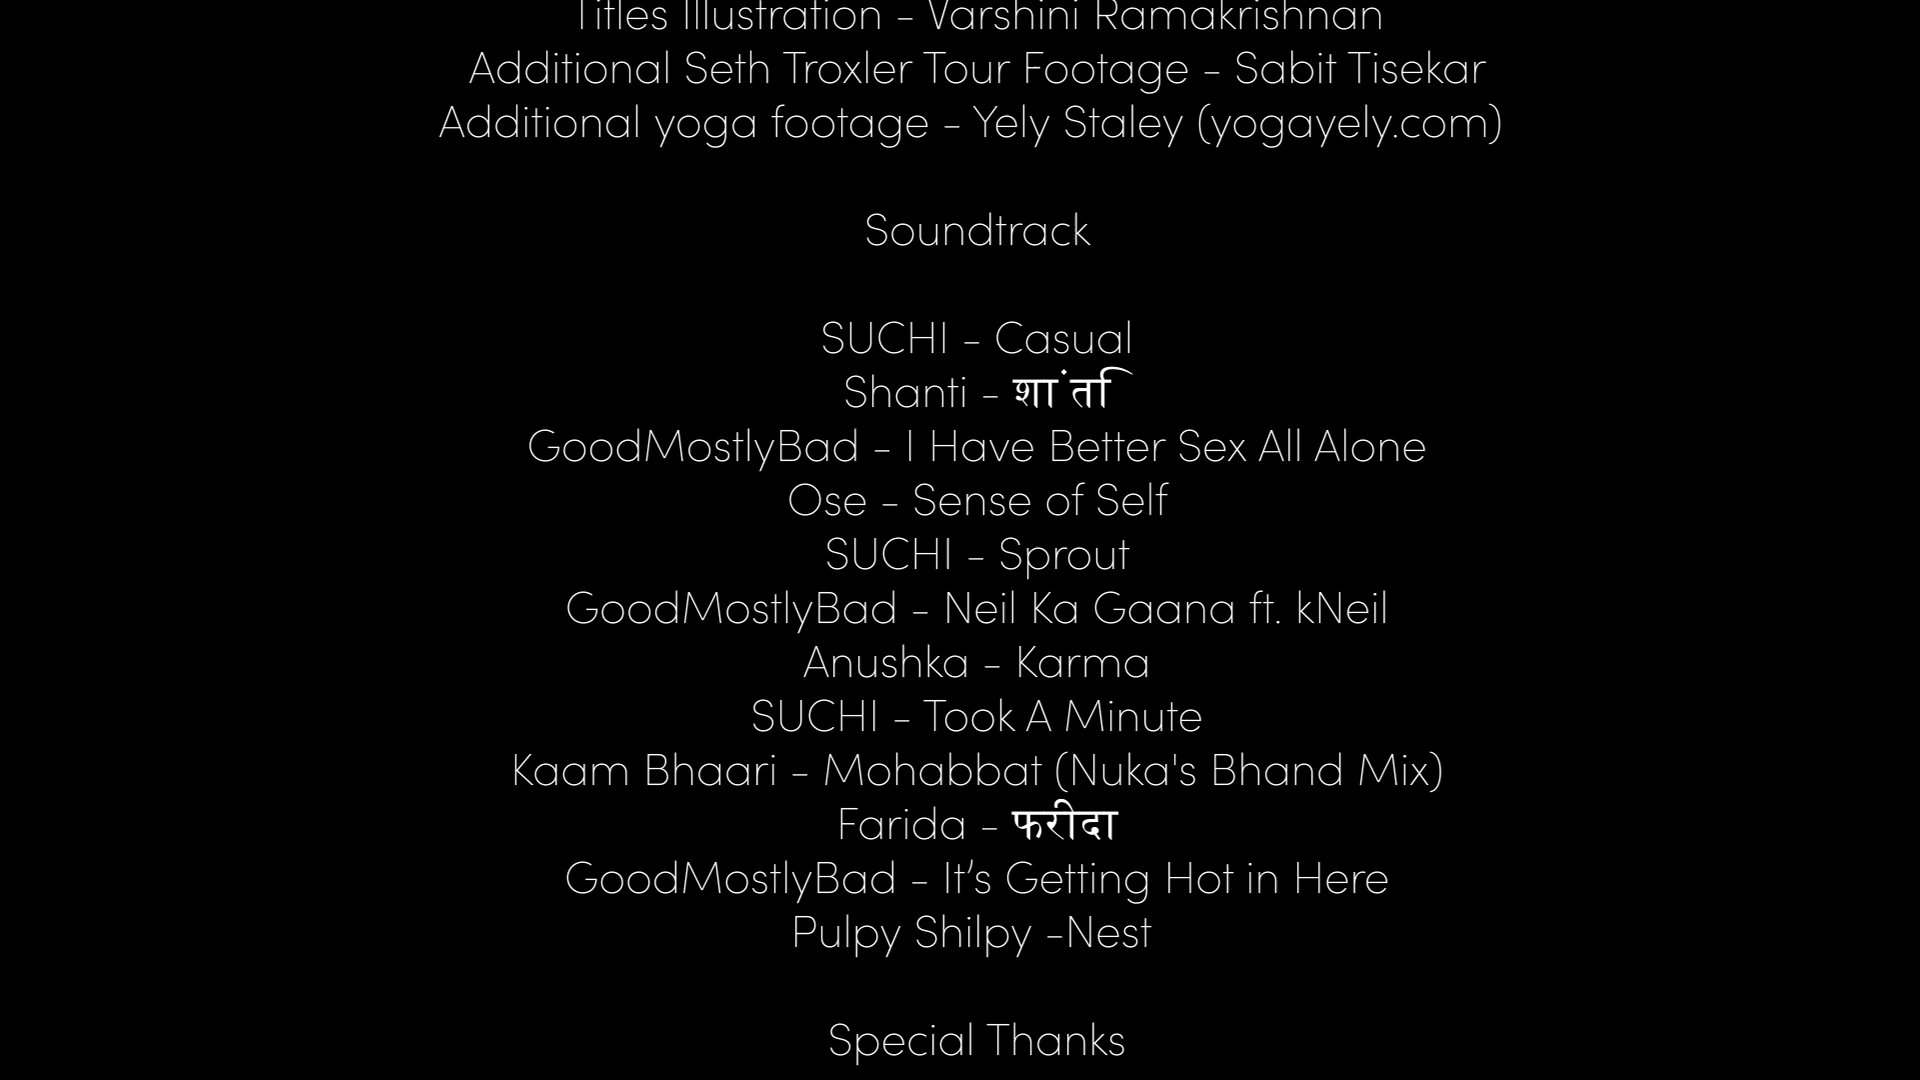 Titles Illustration - Varshini Ramakrishnan
Additional Seth Troxler Tour Footage - Sabit Tisekar
Additional yoga footage - Yely Staley (yogayely.com)
Soundtrack
SUCHI - Casual
Shanti - शांति
GoodMostlyBad - I Have Better Sex All Alone
Ose - Sense of Self
SUCHI - Sprout
GoodMostlyBad - Neil Ka Gaana ft. kNeil
Anushka - Karma
SUCHI - Took A Minute
Kaam Bhaari - Mohabbat (Nuka's Bhand Mix)
Farida - फरीदा
GoodMostlyBad - It’s Getting Hot in Here
Pulpy Shilpy -Nest
Special Thanks